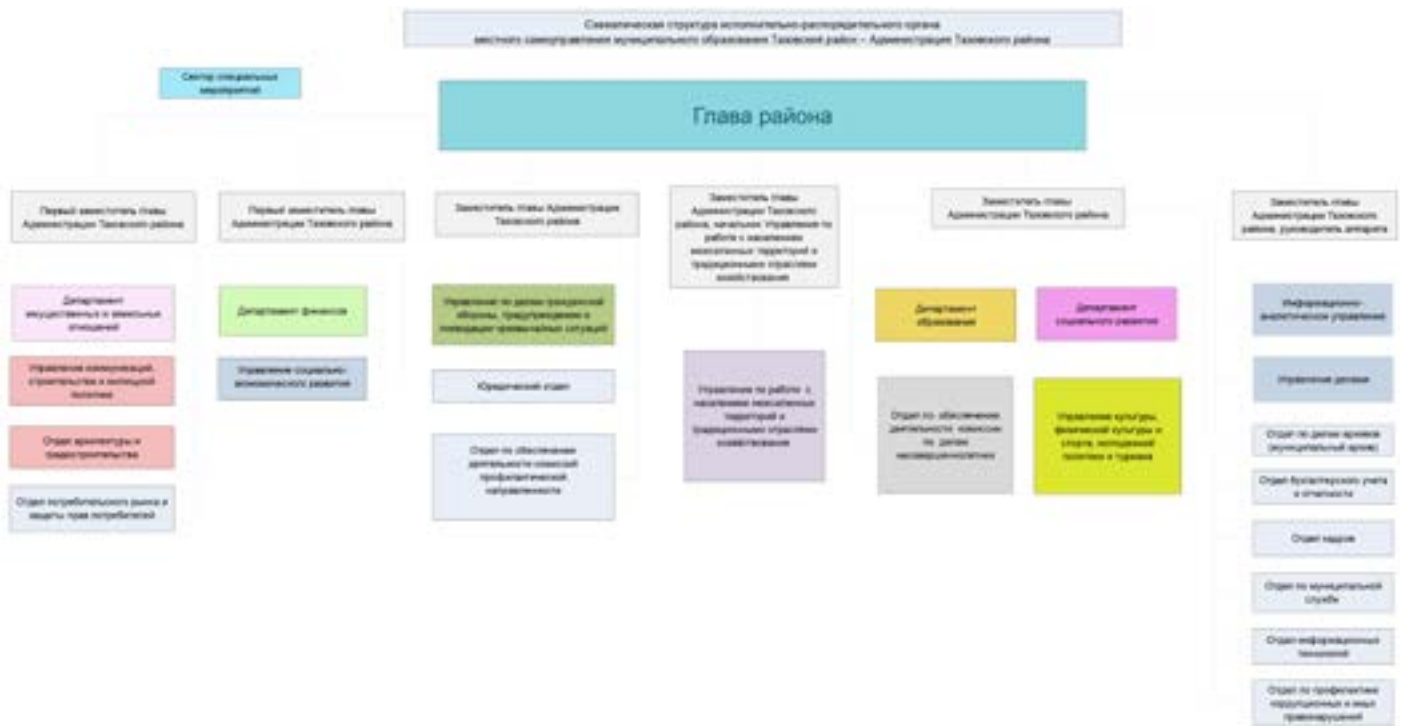 Схематическая структура исполнительно-распорядительного органа
местного самоуправления муниципального образования Тазовский район – Администрации Тазовского района
Сектор специальных
мероприятий
Глава района
Первый заместитель главы
Администрации Тазовского района
Первый заместитель главы
Администрации Тазовского района
Заместитель главы Администрации
Тазовского района
Заместитель главы
Администрации Тазовского
района, начальник Управления по
работе с населением
межселенных территорий и
традиционными отраслями
хозяйствования
Заместитель главы
Администрации Тазовского района
Заместитель главы
Администрации Тазовского
района, руководитель аппарата
Департамент
имущественных и земельных
отношений
Управление коммуникаций,
строительства и жилищной
политики
Отдел архитектуры и
градостроительства
Отдел потребительского рынка и
защиты прав потребителей
Департамент финансов
Управление социально-
экономического развития
Управление по делам гражданской
обороны, предупреждению и
ликвидации чрезвычайных ситуаций
Юридический отдел
Отдел по обеспечению
деятельности комиссий
профилактической
направленности
Управление по работе с
населением межселенных
территорий и
традиционными отраслями
хозяйствования
Департамент
образования
Департамент
социального развития
Отдел по обеспечению
деятельности комиссии
по делам
несовершеннолетних
Управление культуры,
физической культуры и
спорта, молодежной
политики и туризма
Информационно-
аналитическое управление
Управление делами
Отдел по делам архивов
(муниципальный архив)
Отдел бухгалтерского учета
и отчетности
Отдел кадров
Отдел по муниципальной
службе
Отдел информационных
технологий
Отдел по профилактике
коррупционных и иных
правонарушений